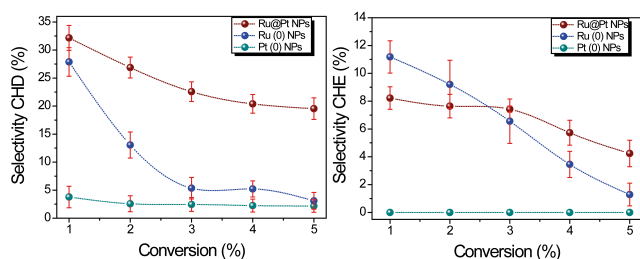 Selectivity CHD (%)
35
30
25
20
15
10
5
0
Ru@Pt NPs
Ru (0) NPs
Pt (0) NPs
1 2 3 4 5
Conversion (%)
Selectivity CHE (%)
14
12
10
8
6
4
2
0
Ru@Pt NPs
Ru (0) NPs
Pt (0) NPs
1 2 3 4 5
Conversion (%)